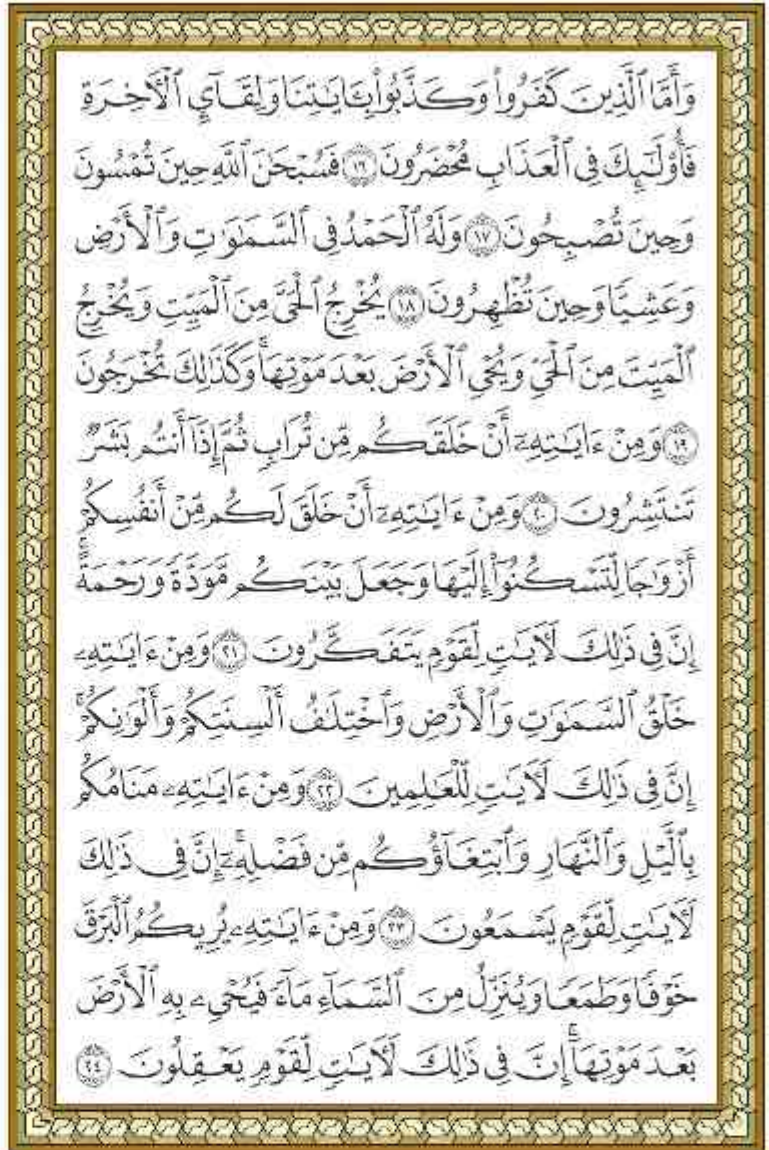 وَأَمَّا ٱلَّذِينَ كَفَرُوا۟ وَكَذَّبُوا۟ بِـَٔايَـٰتِنَا وَلِقَآئِ ٱلْـَٔاخِرَةِ
فَأُو۟لَـٰٓئِكَ فِى ٱلْعَذَابِ مُحْضَرُونَ ١٦ فَسُبْحَـٰنَ ٱللَّهِ حِينَ تُمْسُونَ
وَحِينَ تُصْبِحُونَ ١٧ وَلَهُ ٱلْحَمْدُ فِى ٱلسَّمَـٰوَٰتِ وَٱلْأَرْضِ
وَعَشِيًّا وَحِينَ تُظْهِرُونَ ١٨ يُخْرِجُ ٱلْحَىَّ مِنَ ٱلْمَيِّتِ وَيُخْرِجُ
ٱلْمَيِّتَ مِنَ ٱلْحَىِّ وَيُحْىِ ٱلْأَرْضَ بَعْدَ مَوْتِهَا ۚ وَكَذَٰلِكَ تُخْرَجُونَ
١٩ وَمِنْ ءَايَـٰتِهِۦٓ أَنْ خَلَقَكُم مِّن تُرَابٍ ثُمَّ إِذَآ أَنتُم بَشَرٌ
تَنتَشِرُونَ ٢٠ وَمِنْ ءَايَـٰتِهِۦٓ أَنْ خَلَقَ لَكُم مِّنْ أَنفُسِكُمْ
أَزْوَٰجًا لِّتَسْكُنُوٓا۟ إِلَيْهَا وَجَعَلَ بَيْنَكُم مَّوَدَّةً وَرَحْمَةً ۚ
إِنَّ فِى ذَٰلِكَ لَـَٔايَـٰتٍ لِّقَوْمٍ يَتَفَكَّرُونَ ٢١ وَمِنْ ءَايَـٰتِهِۦ
خَلْقُ ٱلسَّمَـٰوَٰتِ وَٱلْأَرْضِ وَٱخْتِلَـٰفُ أَلْسِنَتِكُمْ وَأَلْوَٰنِكُمْ ۚ
إِنَّ فِى ذَٰلِكَ لَـَٔايَـٰتٍ لِّلْعَـٰلِمِينَ ٢٢ وَمِنْ ءَايَـٰتِهِۦ مَنَامُكُم
بِٱلَّيْلِ وَٱلنَّهَارِ وَٱبْتِغَآؤُكُم مِّن فَضْلِهِۦٓ ۚ إِنَّ فِى ذَٰلِكَ
لَـَٔايَـٰتٍ لِّقَوْمٍ يَسْمَعُونَ ٢٣ وَمِنْ ءَايَـٰتِهِۦ يُرِيكُمُ ٱلْبَرْقَ
خَوْفًا وَطَمَعًا وَيُنَزِّلُ مِنَ ٱلسَّمَآءِ مَآءً فَيُحْىِۦ بِهِ ٱلْأَرْضَ
بَعْدَ مَوْتِهَآ ۚ إِنَّ فِى ذَٰلِكَ لَـَٔايَـٰتٍ لِّقَوْمٍ يَعْقِلُونَ ٢٤